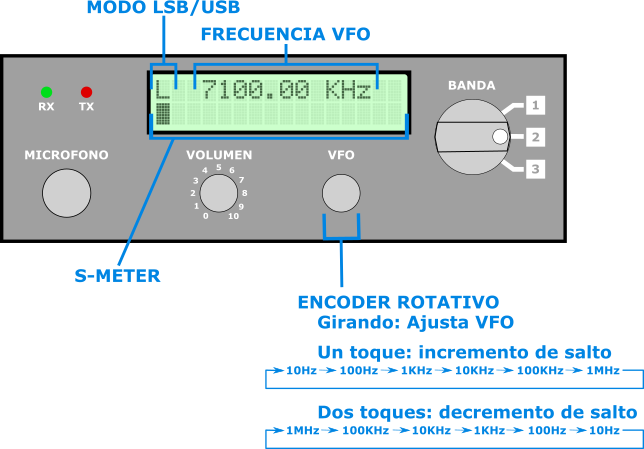 MODO LSB/USB
FRECUENCIA VFO
L 7100.00 KHz
RX TX
BANDA
1
2
3
MICROFONO
VOLUMEN
0 1 2 3 4 5 6 7 8 9 10
VFO
S-METER
ENCODER ROTATIVO
Girando: Ajusta VFO
Un toque: incremento de salto
10Hz 100Hz 1KHz 10KHz 100KHz 1MHz
Dos toques: decremento de salto
1MHz 100KHz 10KHz 1KHz 100Hz 10Hz